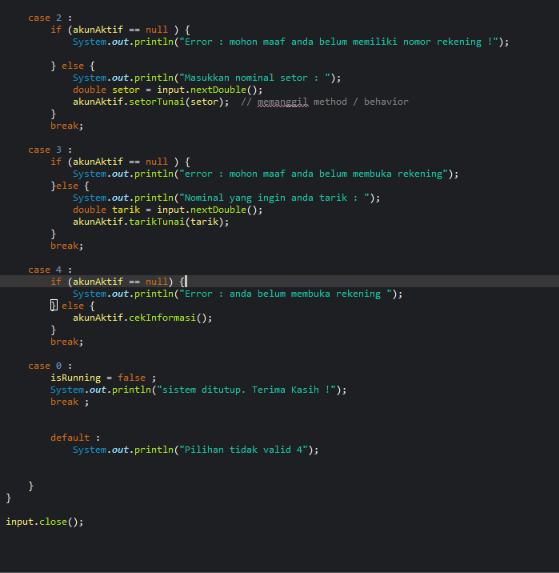 case 2 :
if (akunAktif == null ) {
System.out.println("Error : mohon maaf anda belum memiliki nomor rekening !");
} else {
System.out.println("Masukkan nominal setor : ");
double setor = input.nextDouble();
akunAktif.setorTunai(setor);  // memanggil method / behavior
}
break;
case 3 :
if (akunAktif == null ) {
System.out.println("error : mohon maaf anda belum membuka rekening");
}else {
System.out.println("Nominal yang ingin anda tarik : ");
double tarik = input.nextDouble();
akunAktif.tarikTunai(tarik);
}
break;
case 4 :
if (akunAktif == null) {
System.out.println("Error : anda belum membuka rekening ");
} else {
akunAktif.cekInformasi();
}
break;
case 0 :
isRunning = false ;
System.out.println("sistem ditutup. Terima Kasih !");
break ;
default :
System.out.println("Pilihan tidak valid 4");
}
}
input.close();